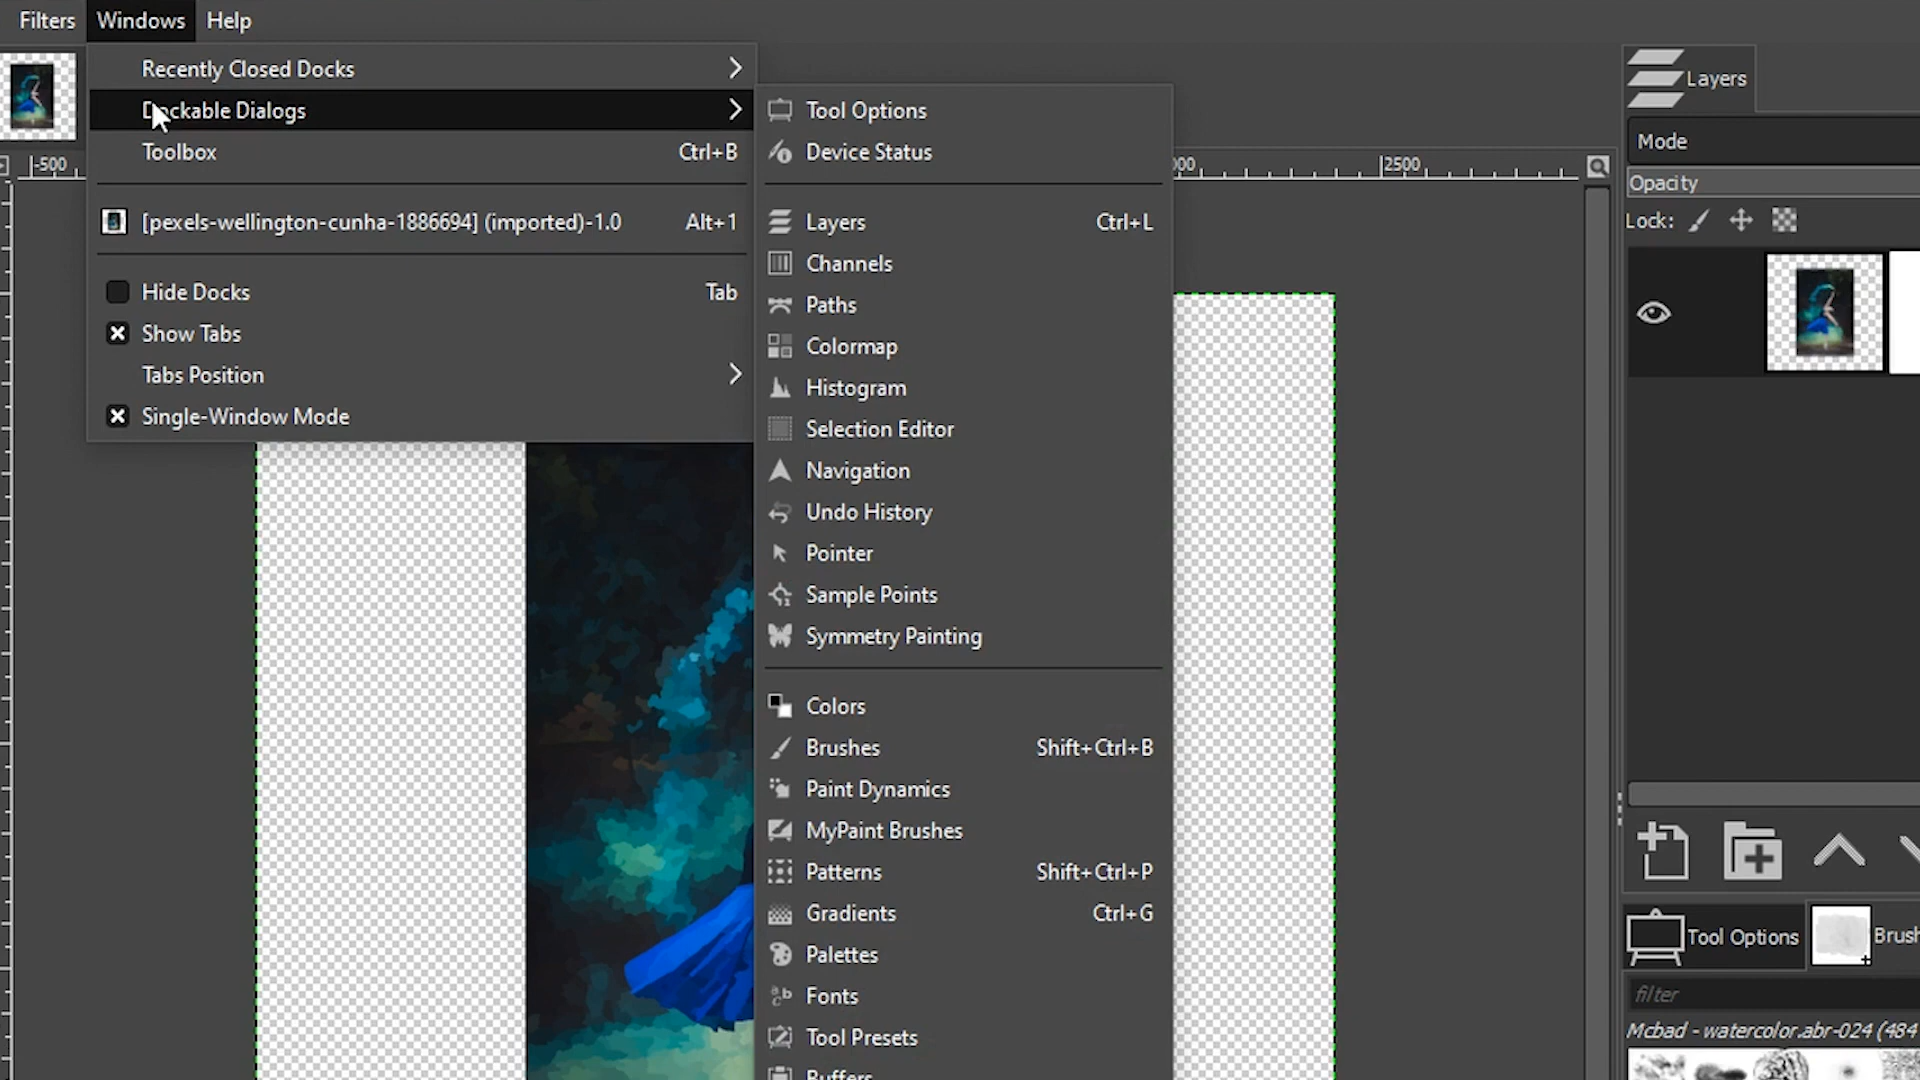 Filters Windows Help
Recently Closed Docks
Dockable Dialogs
Toolbox Ctrl+B
[pexels-wellington-cunha-1886694] (imported)-1.0 Alt+1
Hide Docks Tab
Show Tabs
Tabs Position
Single-Window Mode
Tool Options
Device Status
Layers Ctrl+L
Channels
Paths
Colormap
Histogram
Selection Editor
Navigation
Undo History
Pointer
Sample Points
Symmetry Painting
Colors
Brushes Shift+Ctrl+B
Paint Dynamics
MyPaint Brushes
Patterns Shift+Ctrl+P
Gradients Ctrl+G
Palettes
Fonts
Tool Presets
Buffers
-500
2500
Layers
Mode
Opacity
Lock:
Tool Options
Brush
filter
Mcbad - watercolor.abr-024 (484